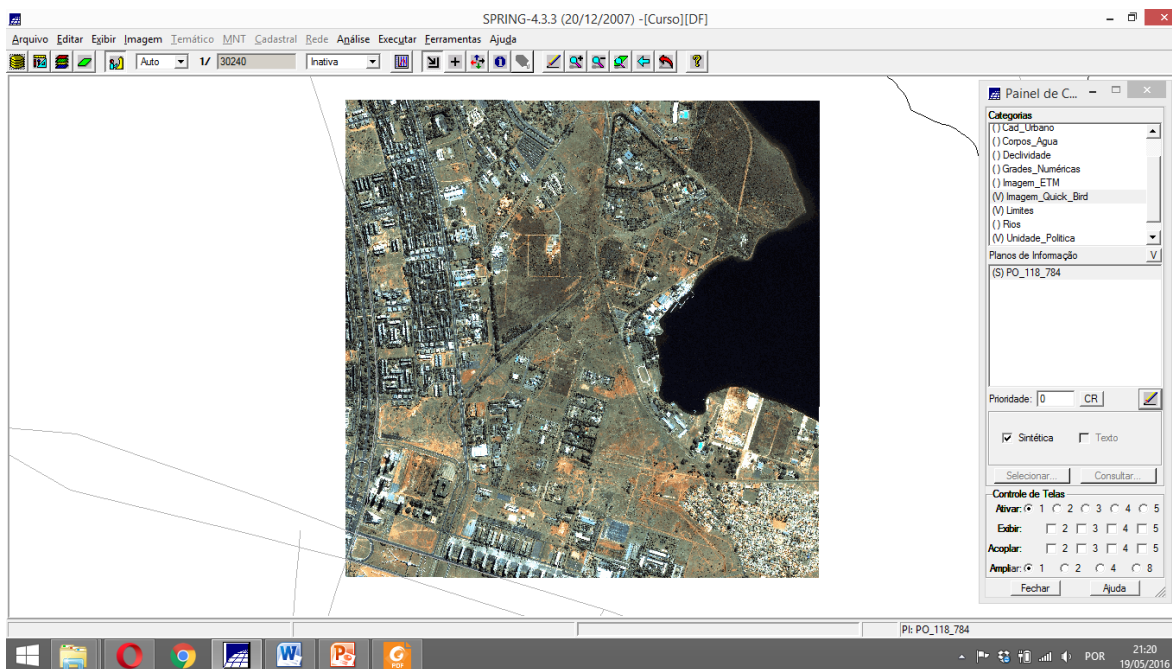 SPRING-4.3.3 (20/12/2007) -[Curso][DF]
Arquivo Editar Exibir Imagem Temático MNT Cadastral Rede Análise Executar Ferramentas Ajuda
Auto 1/ 30240 Inativa
Painel de C...
Categorias
( ) Cad_Urbano
( ) Corpos_Agua
( ) Declividade
( ) Grades_Numéricas
( ) Imagem_ETM
(V) Imagem_Quick_Bird
(V) Limites
( ) Rios
(V) Unidade_Politica
Planos de Informação V
(S) PO_118_784
Prioridade: 0 CR
Sintética Texto
Selecionar... Consultar...
Controle de Telas
Ativar: 1 2 3 4 5
Exibir: 2 3 4 5
Acoplar: 2 3 4 5
Ampliar: 1 2 4 8
Fechar Ajuda
PI: PO_118_784
PDF
POR
21:20
19/05/2016